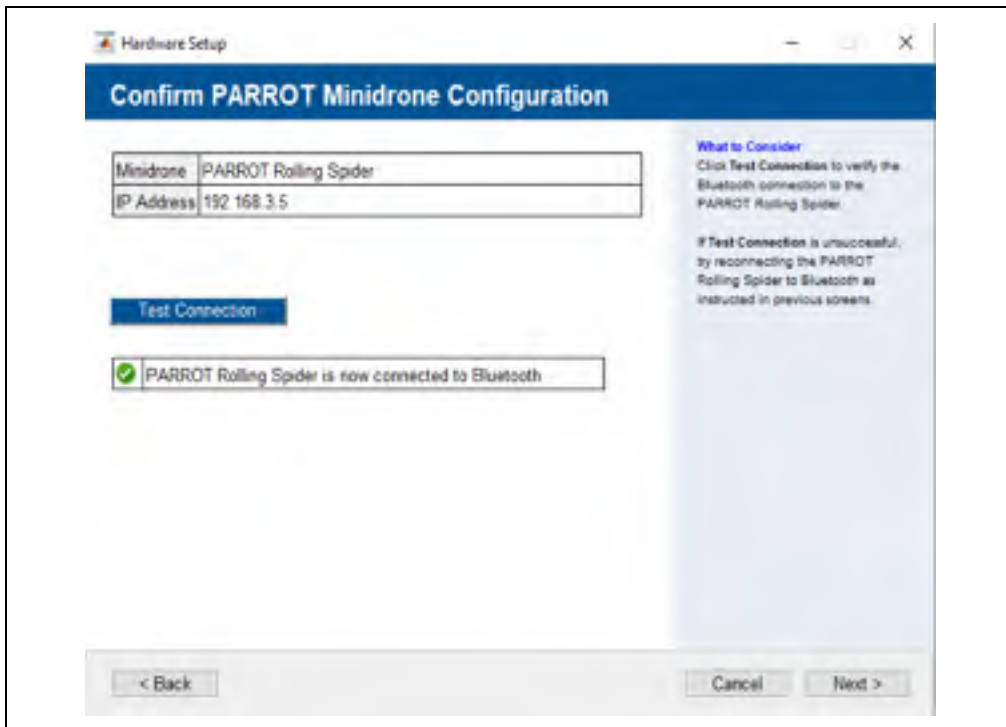 Hardware Setup
Confirm PARROT Minidrone Configuration
Minidrone PARROT Rolling Spider
IP Address 192 168 3.5
Test Connection
PARROT Rolling Spider is now connected to Bluetooth
What to Consider
Click Test Connection to verify the
Bluetooth connection to the
PARROT Rolling Spider.
If Test Connection is unsuccessful,
by reconnecting the PARROT
Rolling Spider to Bluetooth as
instructed in previous screens.
< Back
Cancel
Next >